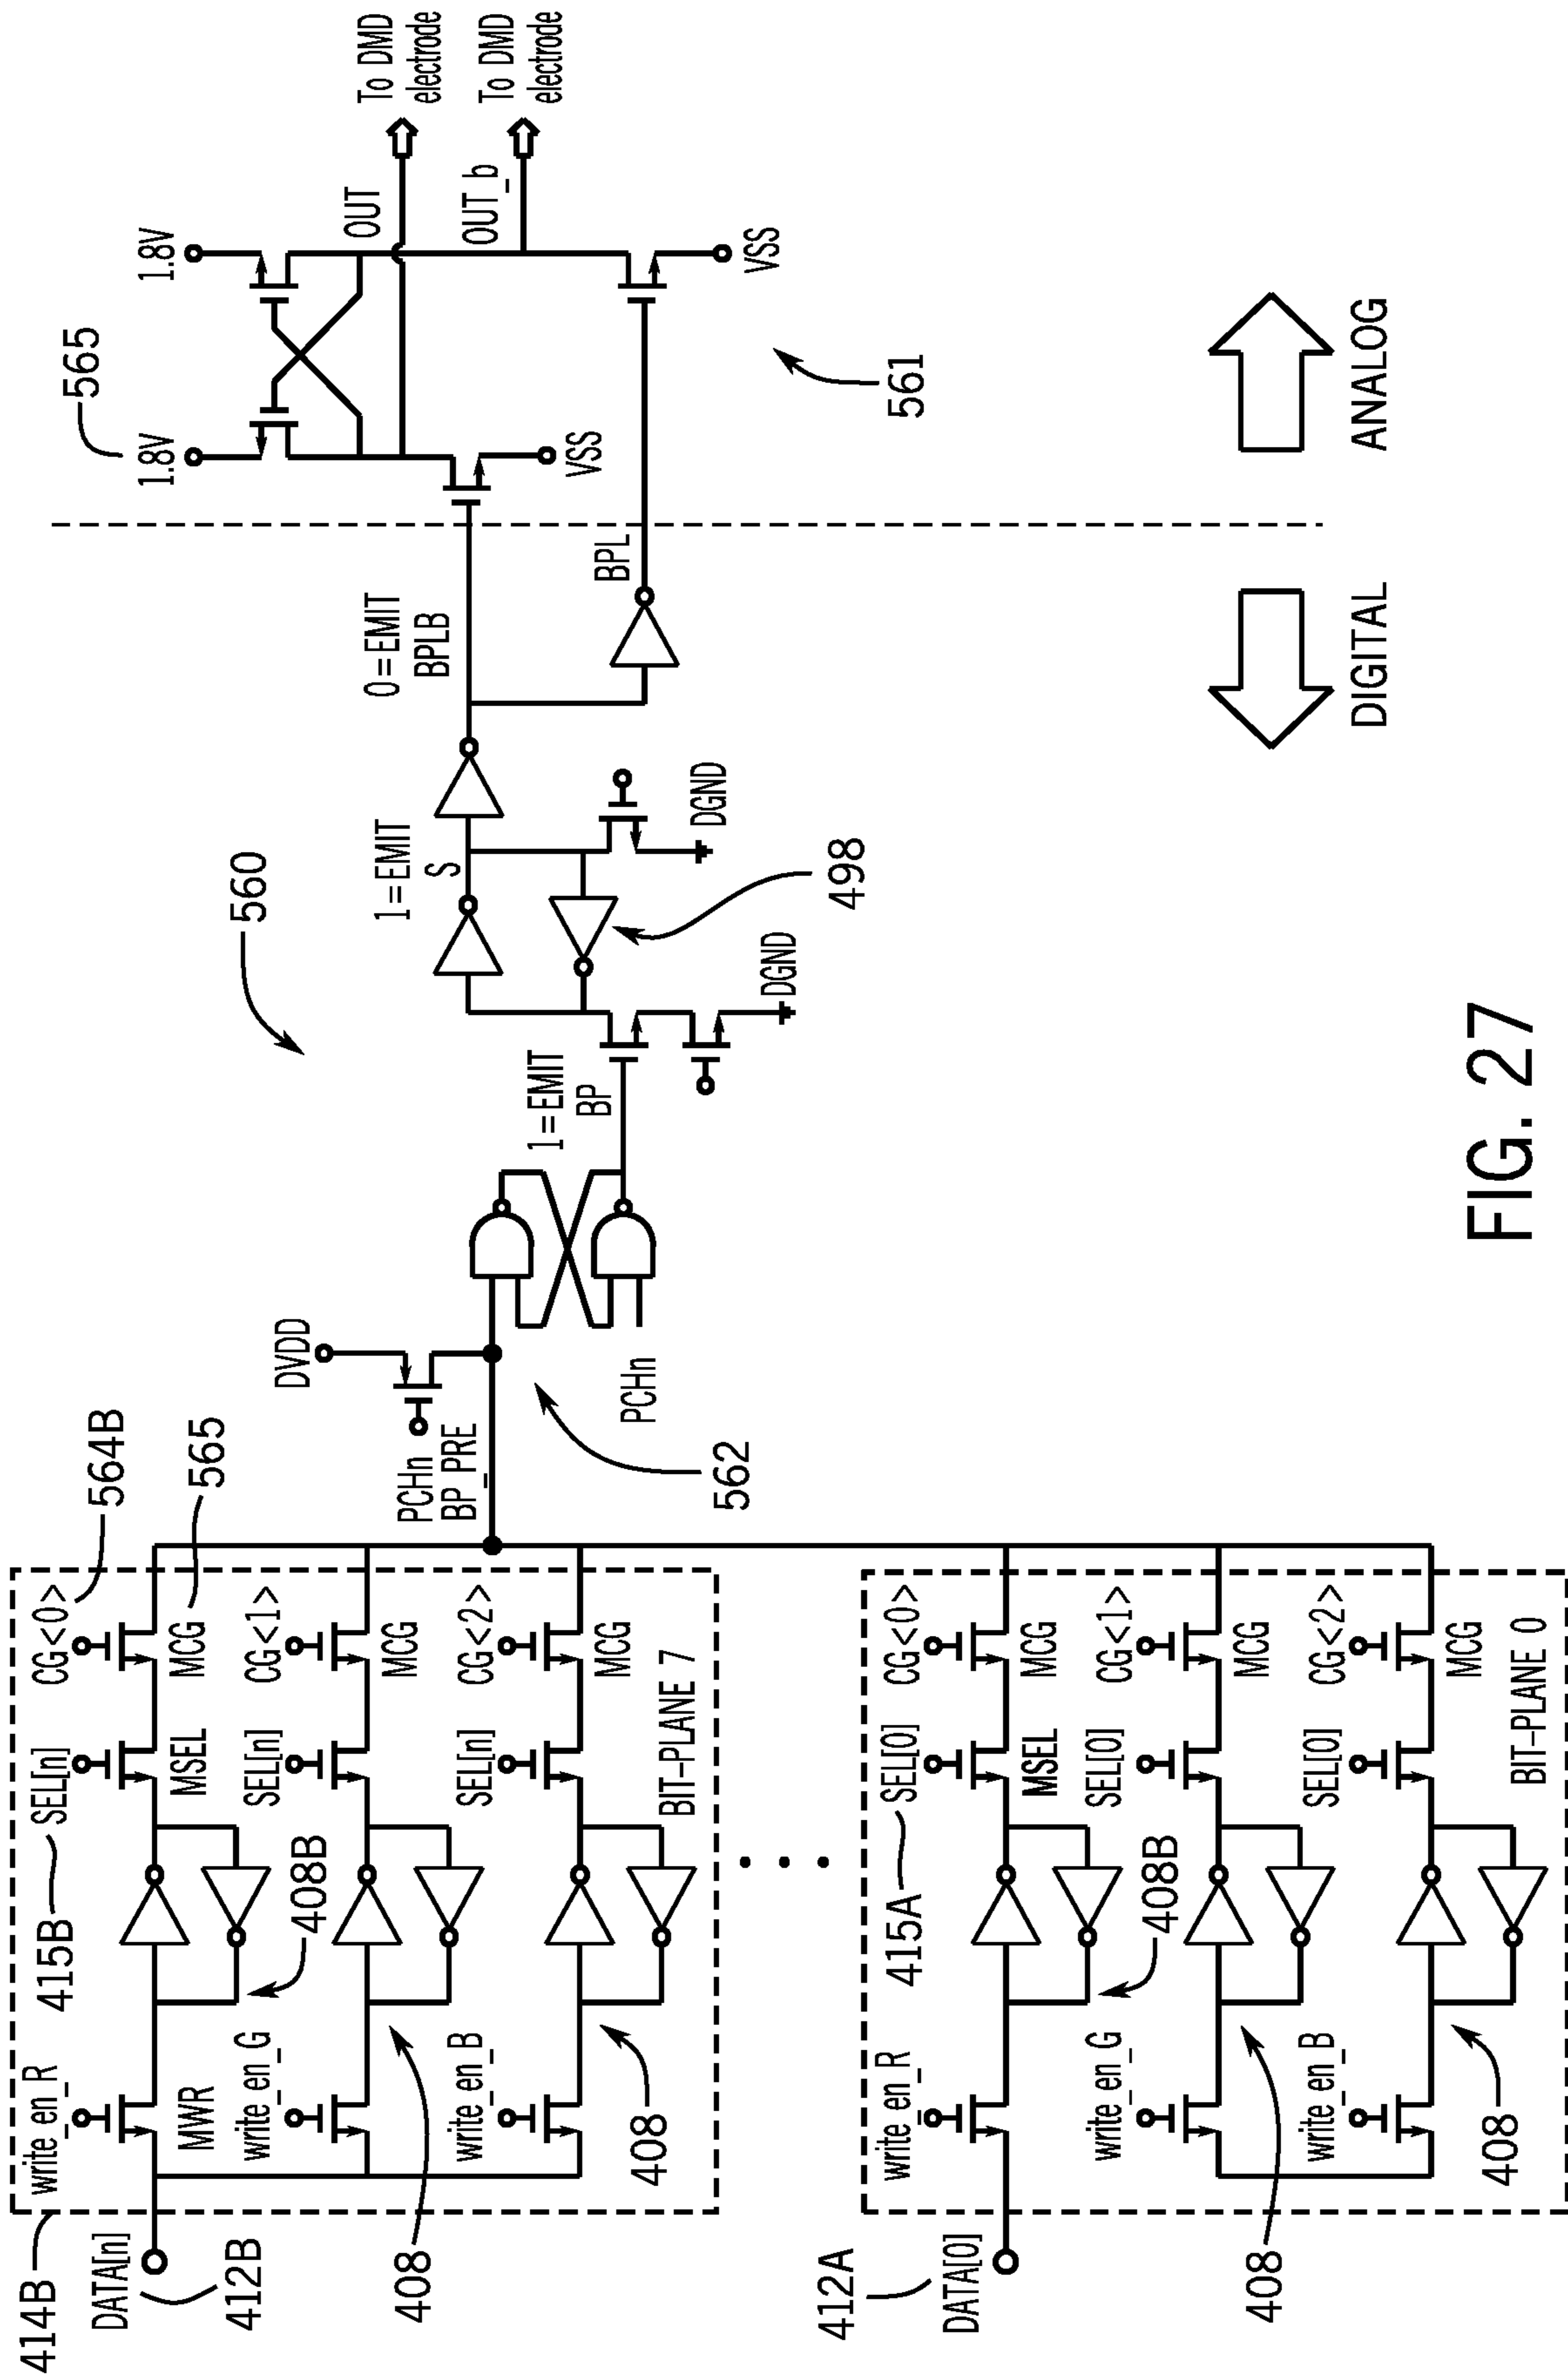 414B
DATA[n]
412B
write_en_R
MWR
write_en_G
write_en_B
408
408
415B
SEL[n]
MSEL
SEL[n]
SEL[n]
408B
564B
CG<0>
MCG
565
CG<1>
MCG
CG<2>
MCG
BIT-PLANE 7
412A
DATA[0]
write_en_R
write_en_G
write_en_B
408
408
415A
SEL[0]
MSEL
SEL[0]
SEL[0]
408B
CG<0>
MCG
CG<1>
MCG
CG<2>
MCG
BIT-PLANE 0
PCHn
BP_PRE
DVDD
562
PCHn
560
1=EMIT
BP
DGND
1=EMIT
S
498
DGND
0=EMIT
BPLB
BPL
565
1.8V
1.8V
VSS
OUT
OUT_b
VSS
To DMD
electrode
To DMD
electrode
561
DIGITAL
ANALOG
FIG. 27